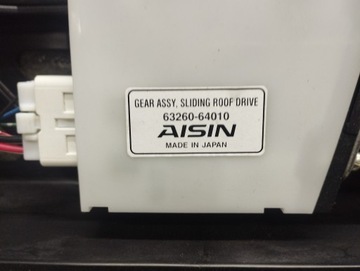 GEAR ASSY, SLIDING ROOF DRIVE
63260-64010
AISIN
MADE IN JAPAN